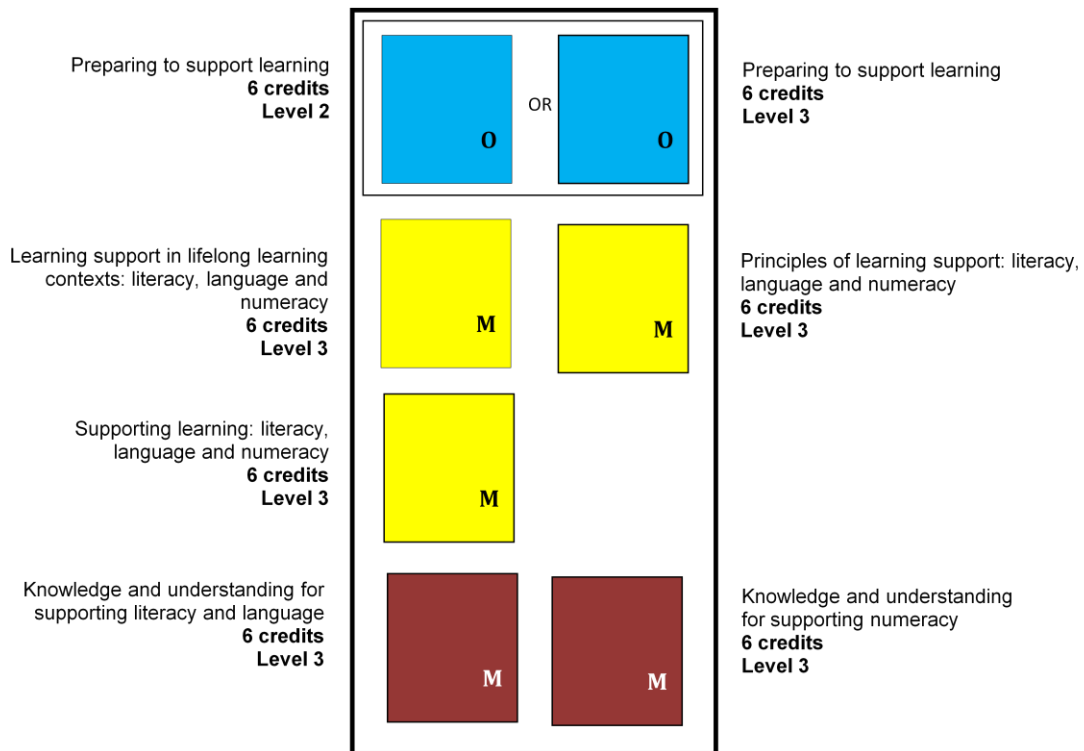 Preparing to support learning
6 credits
Level 2
O
OR
O
Preparing to support learning
6 credits
Level 3
Learning support in lifelong learning
contexts: literacy, language and
numeracy
6 credits
Level 3
M
M
Principles of learning support: literacy,
language and numeracy
6 credits
Level 3
Supporting learning: literacy,
language and numeracy
6 credits
Level 3
M
Knowledge and understanding for
supporting literacy and language
6 credits
Level 3
M
M
Knowledge and understanding
for supporting numeracy
6 credits
Level 3